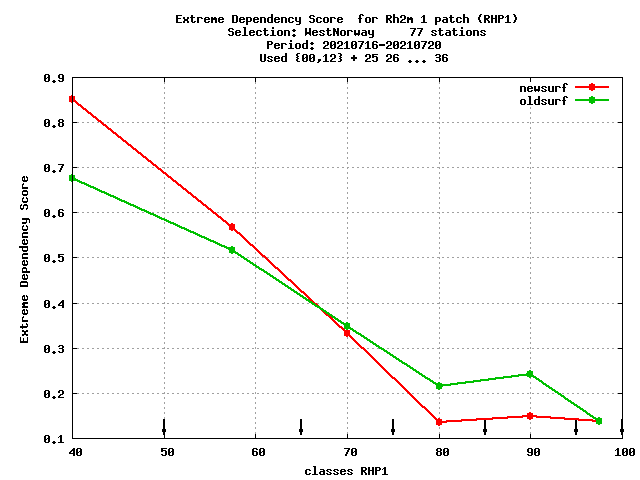 Extreme Dependency Score  for Rh2m 1 patch (RHP1)
Selection: WestNorway     77 stations
Period: 20210716-20210720
Used {00,12} + 25 26 ... 36
newsurf
oldsurf
0.9
0.8
0.7
0.6
0.5
0.4
0.3
0.2
0.1
Extreme Dependency Score
40 50 60 70 80 90 100
classes RHP1